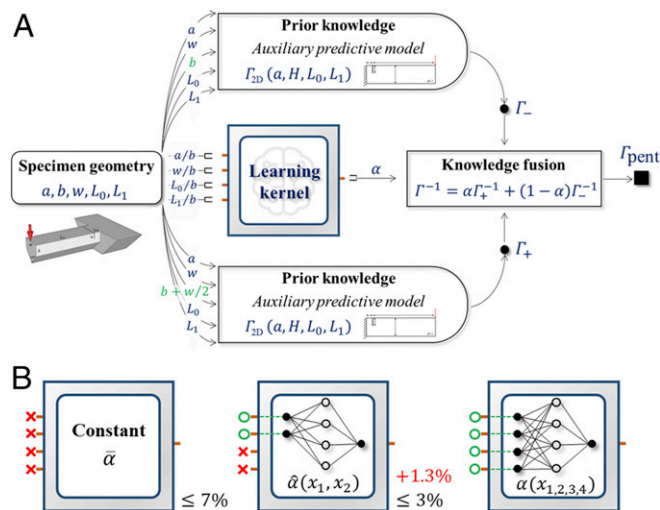 A
Prior knowledge
Auxiliary predictive model
Γ₂D (a, H, L₀, L₁)
a
w
b
L₀
L₁
Γ₋
Specimen geometry
a, b, w, L₀, L₁
a/b
w/b
L₀/b
L₁/b
Learning
kernel
α
Knowledge fusion
Γ⁻¹ = αΓ₊⁻¹ + (1 − α)Γ₋⁻¹
Γpent
Γ₊
a
w
b + w/2
L₀
L₁
Prior knowledge
Auxiliary predictive model
Γ₂D (a, H, L₀, L₁)
B
Constant
ᾱ
≤ 7%
α̂(x₁, x₂)
+1.3%
≤ 3%
α(x₁,₂,₃,₄)